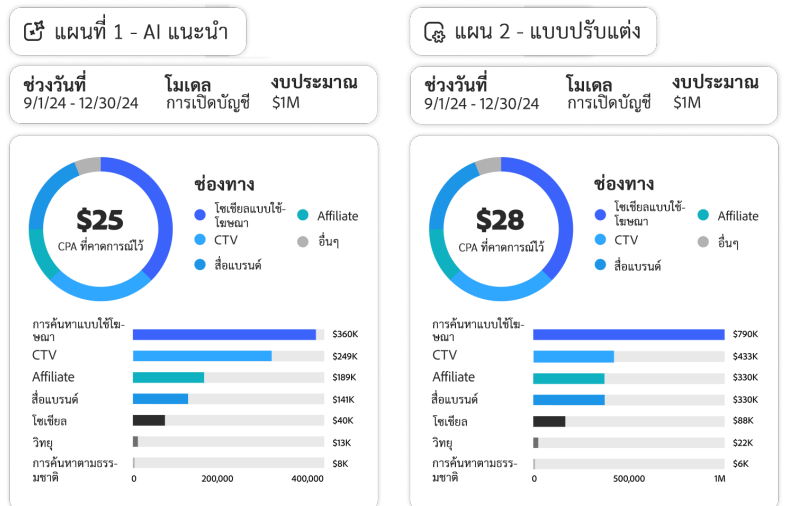 แผนที่ 1 - AI แนะนำ
ช่วงวันที่ โมเดล งบประมาณ
9/1/24 - 12/30/24 การเปิดบัญชี $1M
$25
CPA ที่คาดการณ์ไว้
ช่องทาง
โซเชียลแบบใช้-
โฆษณา
Affiliate
CTV
อื่นๆ
สื่อแบรนด์
การค้นหาแบบใช้โฆ-
ษณา
$360K
CTV $249K
Affiliate $189K
สื่อแบรนด์ $141K
โซเชียล $40K
วิทยุ $13K
การค้นหาตามธรร-
มชาติ
$8K
0 200,000 400,000
แผน 2 - แบบปรับแต่ง
ช่วงวันที่ โมเดล งบประมาณ
9/1/24 - 12/30/24 การเปิดบัญชี $1M
$28
CPA ที่คาดการณ์ไว้
ช่องทาง
โซเชียลแบบใช้-
โฆษณา
Affiliate
CTV
อื่นๆ
สื่อแบรนด์
การค้นหาแบบใช้โฆ-
ษณา
$790K
CTV $433K
Affiliate $330K
สื่อแบรนด์ $330K
โซเชียล $88K
วิทยุ $22K
การค้นหาตามธรร-
มชาติ
$6K
0 500,000 1M